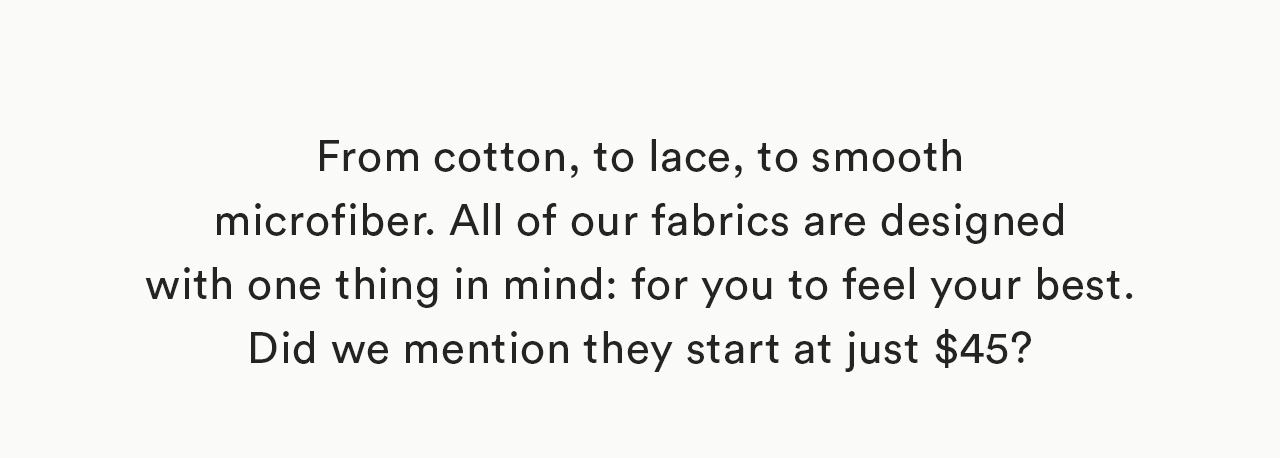 From cotton, to lace, to smooth
microfiber. All of our fabrics are designed
with one thing in mind: for you to feel your best.
Did we mention they start at just $45?